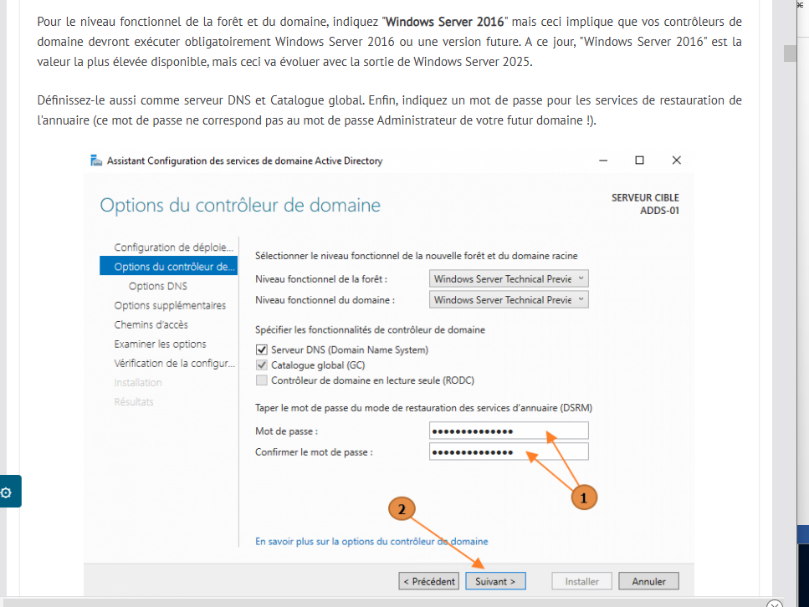 Pour le niveau fonctionnel de la forêt et du domaine, indiquez "Windows Server 2016" mais ceci implique que vos contrôleurs de
domaine devront exécuter obligatoirement Windows Server 2016 ou une version future. A ce jour, "Windows Server 2016" est la
valeur la plus élevée disponible, mais ceci va évoluer avec la sortie de Windows Server 2025.
Définissez-le aussi comme serveur DNS et Catalogue global. Enfin, indiquez un mot de passe pour les services de restauration de
l'annuaire (ce mot de passe ne correspond pas au mot de passe Administrateur de votre futur domaine !).
Assistant Configuration des services de domaine Active Directory
Options du contrôleur de domaine
SERVEUR CIBLE
ADDS-01
Configuration de déploie...
Options du contrôleur de...
Options DNS
Options supplémentaires
Chemins d'accès
Examiner les options
Vérification de la configur...
Installation
Résultats
Sélectionner le niveau fonctionnel de la nouvelle forêt et du domaine racine
Niveau fonctionnel de la forêt : Windows Server Technical Previe
Niveau fonctionnel du domaine : Windows Server Technical Previe
Spécifier les fonctionnalités de contrôleur de domaine
Serveur DNS (Domain Name System)
Catalogue global (GC)
Contrôleur de domaine en lecture seule (RODC)
Taper le mot de passe du mode de restauration des services d'annuaire (DSRM)
Mot de passe : ••••••••••••••
Confirmer le mot de passe : ••••••••••••••
1
2
En savoir plus sur la options du contrôleur de domaine
< Précédent Suivant > Installer Annuler